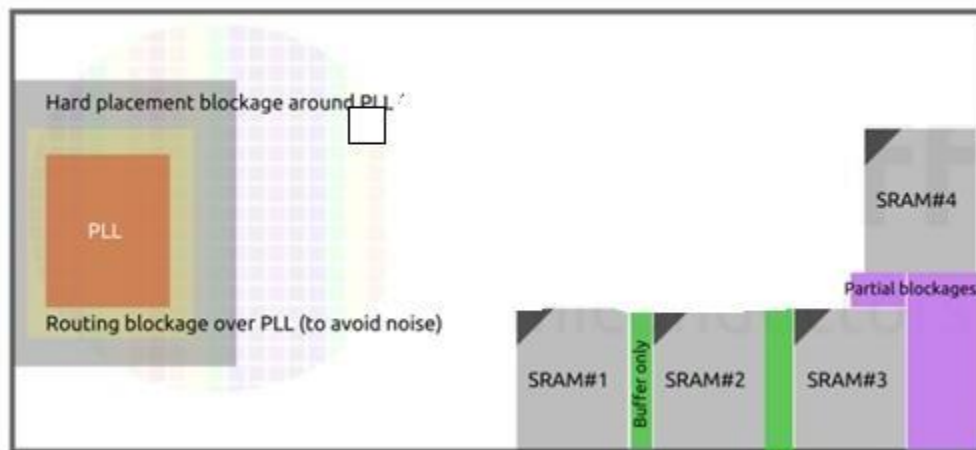 Hard placement blockage around PLL
PLL
SRAM#4
Partial blockages
Routing blockage over PLL (to avoid noise)
SRAM#1
Buffer only
SRAM#2
SRAM#3